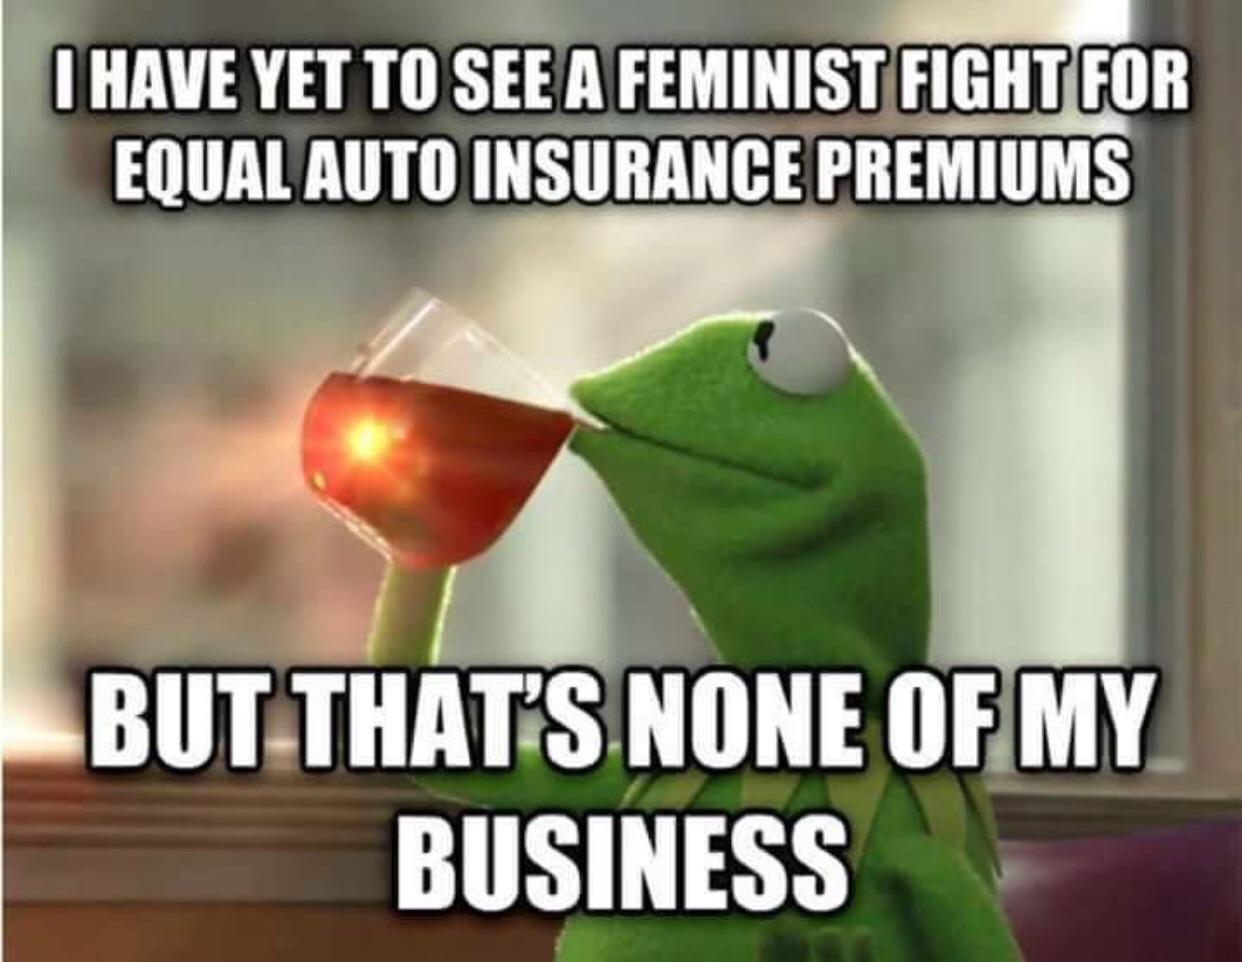 I HAVE YET TO SEE A FEMINIST FIGHT FOR
EQUAL AUTO INSURANCE PREMIUMS
BUT THAT'S NONE OF MY
BUSINESS